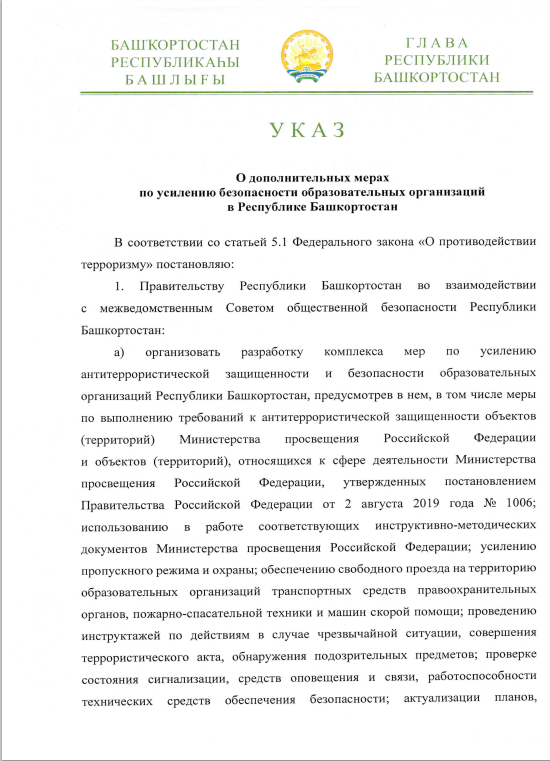 БАШҠОРТОСТАН
РЕСПУБЛИКАҺЫ
БАШЛЫҒЫ
ГЛАВА
РЕСПУБЛИКИ
БАШКОРТОСТАН
УКАЗ
О дополнительных мерах
по усилению безопасности образовательных организаций
в Республике Башкортостан
В соответствии со статьей 5.1 Федерального закона «О противодействии
терроризму» постановляю:
1. Правительству Республики Башкортостан во взаимодействии
с межведомственным Советом общественной безопасности Республики
Башкортостан:
а) организовать разработку комплекса мер по усилению
антитеррористической защищенности и безопасности образовательных
организаций Республики Башкортостан, предусмотрев в нем, в том числе меры
по выполнению требований к антитеррористической защищенности объектов
(территорий) Министерства просвещения Российской Федерации
и объектов (территорий), относящихся к сфере деятельности Министерства
просвещения Российской Федерации, утвержденных постановлением
Правительства Российской Федерации от 2 августа 2019 года № 1006;
использованию в работе соответствующих инструктивно-методических
документов Министерства просвещения Российской Федерации; усилению
пропускного режима и охраны; обеспечению свободного проезда на территорию
образовательных организаций транспортных средств правоохранительных
органов, пожарно-спасательной техники и машин скорой помощи; проведению
инструктажей по действиям в случае чрезвычайной ситуации, совершения
террористического акта, обнаружения подозрительных предметов; проверке
состояния сигнализации, средств оповещения и связи, работоспособности
технических средств обеспечения безопасности; актуализации планов,